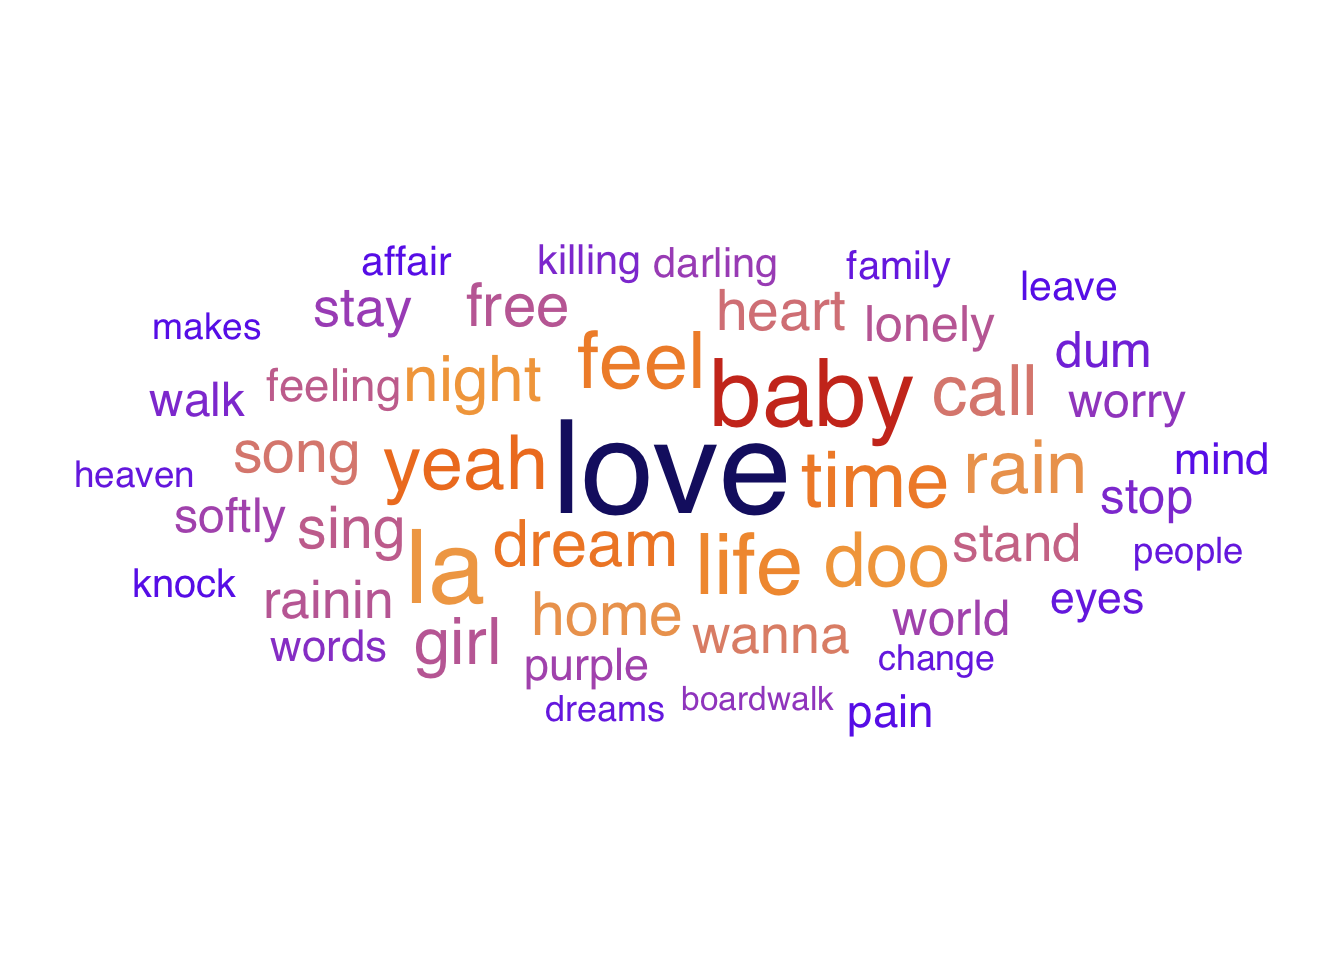 affair killing darling family leave
makes stay free heart lonely
walk feeling night feel baby call dum worry
heaven song yeah love time rain mind stop
softly sing la dream life doo stand people
knock rainin home wanna world eyes
words girl purple change
dreams boardwalk pain